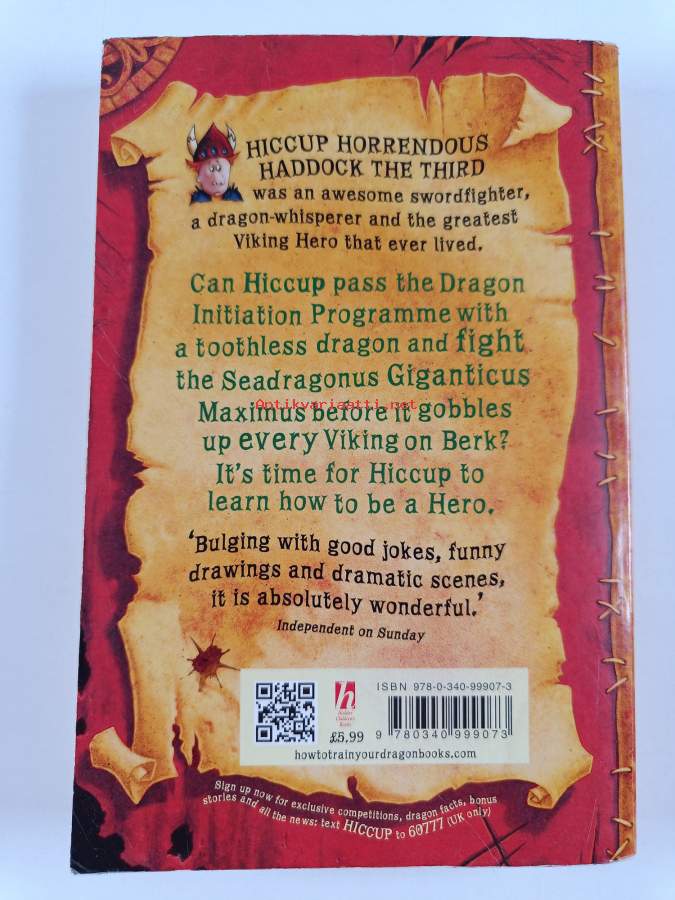 HICCUP HORRENDOUS
HADDOCK THE THIRD
was an awesome swordfighter,
a dragon-whisperer and the greatest
Viking Hero that ever lived.
Can Hiccup pass the Dragon
Initiation Programme with
a toothless dragon and fight
the Seadragonus Giganticus
Maximus before it gobbles
Antikvariaatti.net
up every Viking on Berk?
It's time for Hiccup to
learn how to be a Hero.
'Bulging with good jokes, funny
drawings and dramatic scenes,
it is absolutely wonderful.'
Independent on Sunday
ISBN 978-0-340-99907-3
h
Hodder
Children's
Books
£5.99
9 780340 999073
howtotrainyourdragonbooks.com
Sign up now for exclusive competitions, dragon facts, bonus
stories and all the news: text HICCUP to 60777 (UK only)